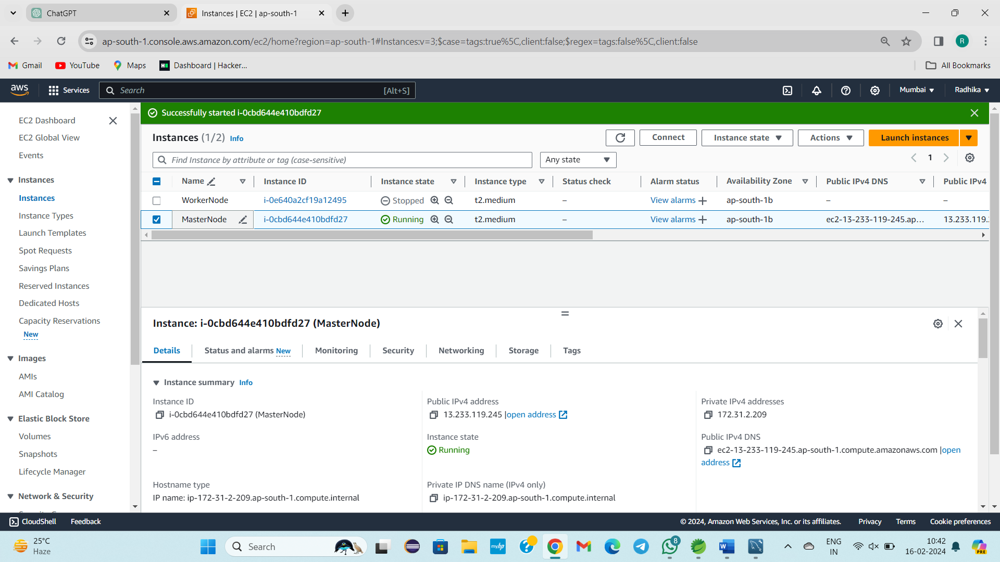 ChatGPT
Instances | EC2 | ap-south-1
ap-south-1.console.aws.amazon.com/ec2/home?region=ap-south-1#Instances:v=3;$case=tags:true%5C,client:false;$regex=tags:false%5C,client:false
R
Gmail
YouTube
Maps
Dashboard | Hacker...
All Bookmarks
aws
Services
Search
[Alt+S]
Mumbai
Radhika
EC2 Dashboard
EC2 Global View
Events
Instances
Instances
Instance Types
Launch Templates
Spot Requests
Savings Plans
Reserved Instances
Dedicated Hosts
Capacity Reservations
New
Images
AMIs
AMI Catalog
Elastic Block Store
Volumes
Snapshots
Lifecycle Manager
Network & Security
Successfully started i-0cbd644e410bdfd27
Instances (1/2) Info
Connect
Instance state
Actions
Launch instances
Find Instance by attribute or tag (case-sensitive)
Any state
1
Name Instance ID Instance state Instance type Status check Alarm status Availability Zone Public IPv4 DNS Public IPv4
WorkerNode i-0e640a2cf19a12495 Stopped t2.medium – View alarms + ap-south-1b – –
MasterNode i-0cbd644e410bdfd27 Running t2.medium – View alarms + ap-south-1b ec2-13-233-119-245.ap... 13.233.119.
Instance: i-0cbd644e410bdfd27 (MasterNode)
Details
Status and alarms New
Monitoring
Security
Networking
Storage
Tags
Instance summary Info
Instance ID
i-0cbd644e410bdfd27 (MasterNode)
Public IPv4 address
13.233.119.245 |open address
Private IPv4 addresses
172.31.2.209
IPv6 address
–
Instance state
Running
Public IPv4 DNS
ec2-13-233-119-245.ap-south-1.compute.amazonaws.com |open
address
Hostname type
IP name: ip-172-31-2-209.ap-south-1.compute.internal
Private IP DNS name (IPv4 only)
ip-172-31-2-209.ap-south-1.compute.internal
CloudShell
Feedback
© 2024, Amazon Web Services, Inc. or its affiliates.
Privacy
Terms
Cookie preferences
25°C
Haze
Search
myhp
8
ENG
IN
10:42
16-02-2024
PRE